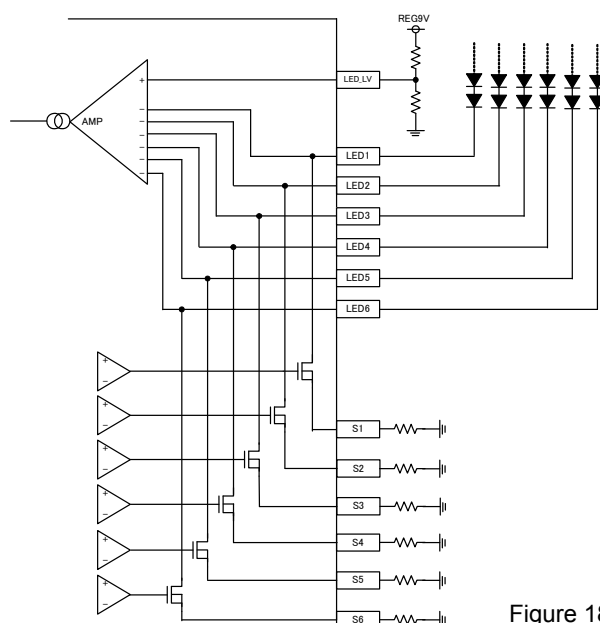 REG9V
LED_LV
AMP
LED1
LED2
LED3
LED4
LED5
LED6
S1
S2
S3
S4
S5
S6
Figure 18